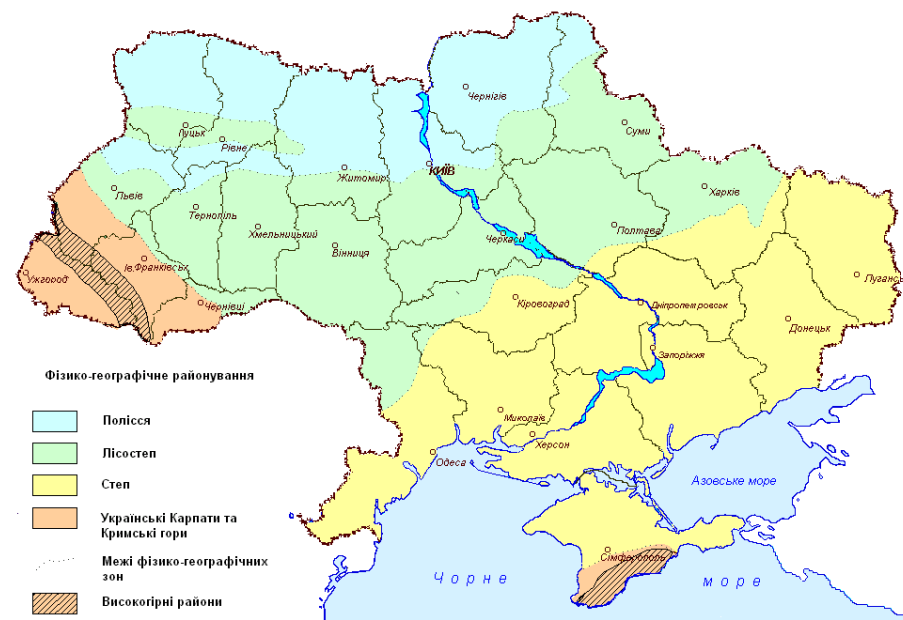 Чернігів
Суми
Луцьк
Рівне
Житомир
КИЇВ
Харків
Львів
Тернопіль
Хмельницький
Полтава
Черкаси
Вінниця
Ів.Франківськ
Ужгород
Луганськ
Чернівці
Кіровоград
Дніпропетровськ
Донецьк
Запоріжжя
Фізико-географічне районування
Полісся
Миколаїв
Херсон
Лісостеп
Одеса
Степ
Азовське море
Українські Карпати та
Кримські гори
Сімферополь
Межі фізико-географічних
зон
Чорне море
Високогірні райони